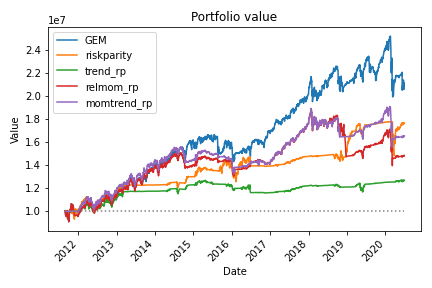 Portfolio value
1e7
GEM
riskparity
trend_rp
relmom_rp
momtrend_rp
2.4
2.2
2.0
1.8
1.6
1.4
1.2
1.0
Value
2012
2013
2014
2015
2016
2017
2018
2019
2020
Date